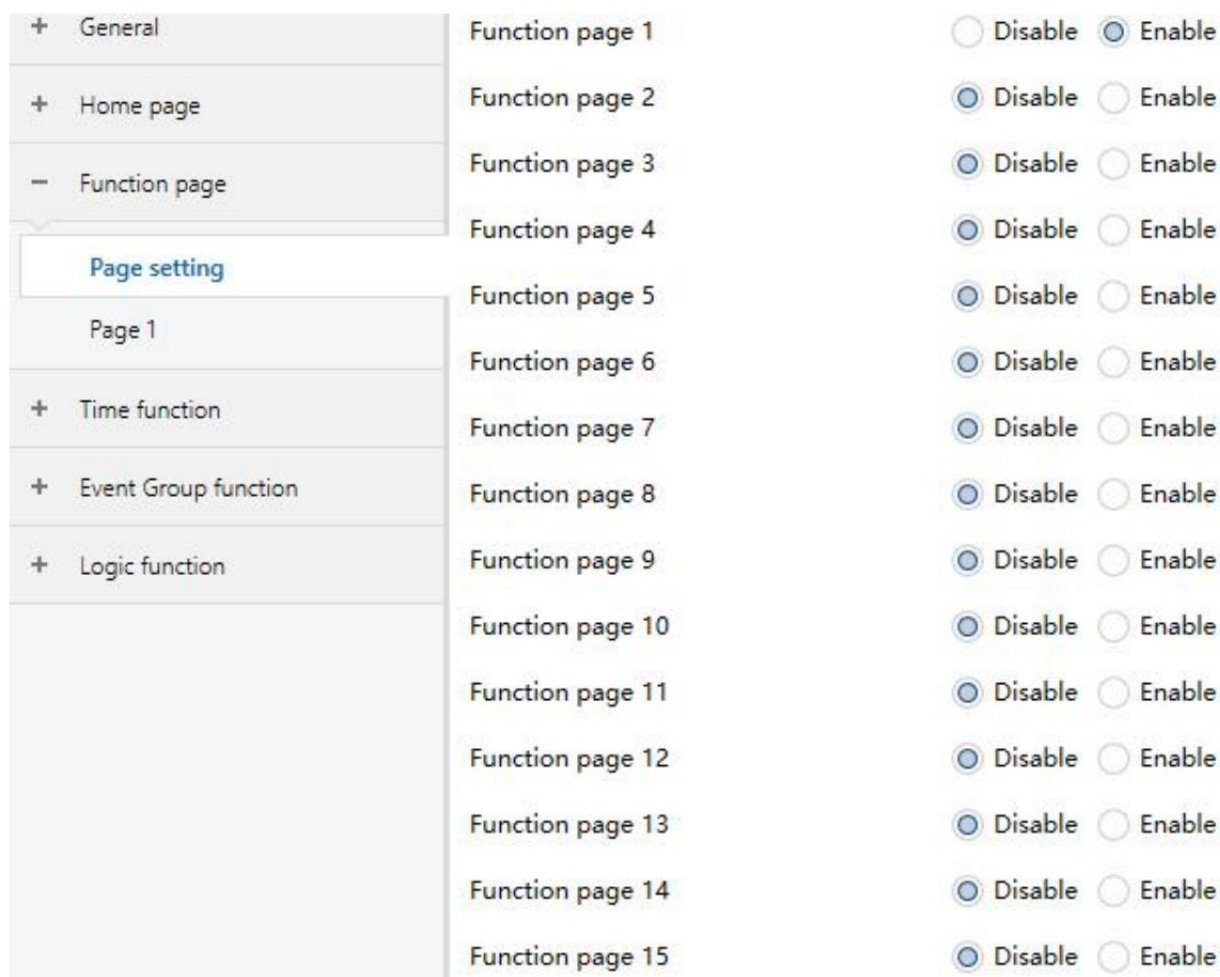 + General
+ Home page
− Function page
Page setting
Page 1
+ Time function
+ Event Group function
+ Logic function
Function page 1 Disable Enable
Function page 2 Disable Enable
Function page 3 Disable Enable
Function page 4 Disable Enable
Function page 5 Disable Enable
Function page 6 Disable Enable
Function page 7 Disable Enable
Function page 8 Disable Enable
Function page 9 Disable Enable
Function page 10 Disable Enable
Function page 11 Disable Enable
Function page 12 Disable Enable
Function page 13 Disable Enable
Function page 14 Disable Enable
Function page 15 Disable Enable